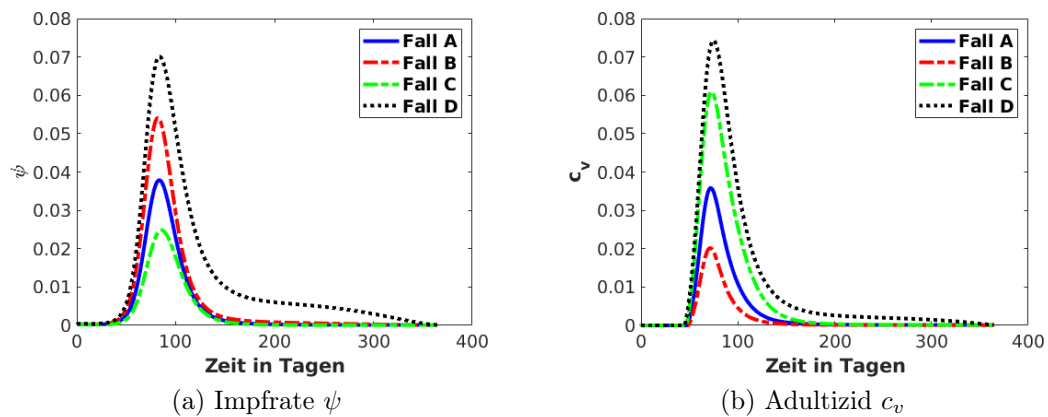 0.08
0.07
0.06
0.05
0.04
0.03
0.02
0.01
0
ψ
0 100 200 300 400
Zeit in Tagen
Fall A
Fall B
Fall C
Fall D
(a) Impfrate ψ
0.08
0.07
0.06
0.05
0.04
0.03
0.02
0.01
0
c_v
0 100 200 300 400
Zeit in Tagen
Fall A
Fall B
Fall C
Fall D
(b) Adultizid c_v